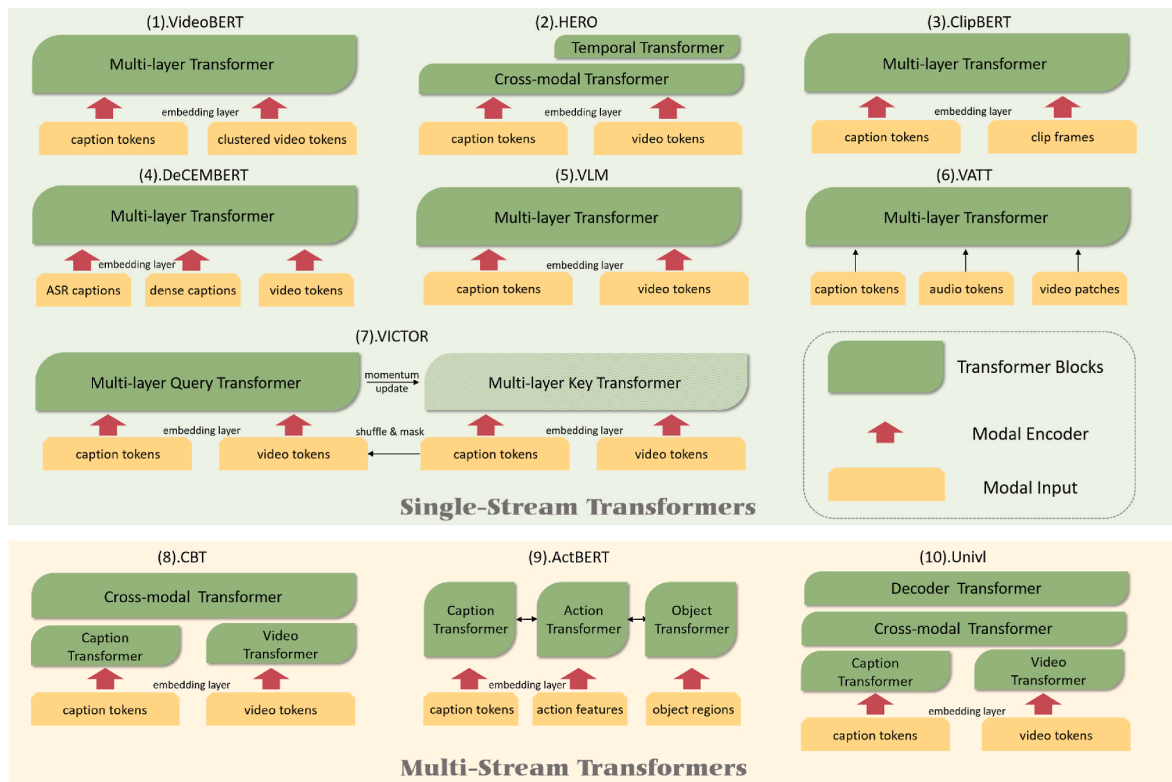 (1).VideoBERT
Multi-layer Transformer
embedding layer
caption tokens
clustered video tokens
(2).HERO
Temporal Transformer
Cross-modal Transformer
embedding layer
caption tokens
video tokens
(3).ClipBERT
Multi-layer Transformer
embedding layer
caption tokens
clip frames
(4).DeCEMBERT
Multi-layer Transformer
embedding layer
ASR captions
dense captions
video tokens
(5).VLM
Multi-layer Transformer
embedding layer
caption tokens
video tokens
(6).VATT
Multi-layer Transformer
caption tokens
audio tokens
video patches
(7).VICTOR
Multi-layer Query Transformer
momentum
update
Multi-layer Key Transformer
embedding layer
shuffle & mask
embedding layer
caption tokens
video tokens
caption tokens
video tokens
Transformer Blocks
Modal Encoder
Modal Input
Single-Stream Transformers
(8).CBT
Cross-modal Transformer
Caption
Transformer
Video
Transformer
embedding layer
caption tokens
video tokens
(9).ActBERT
Caption
Transformer
Action
Transformer
Object
Transformer
embedding layer
caption tokens
action features
object regions
(10).Univl
Decoder Transformer
Cross-modal Transformer
Caption
Transformer
Video
Transformer
embedding layer
caption tokens
video tokens
Multi-Stream Transformers